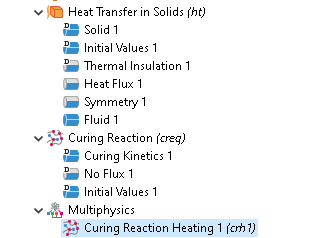 Heat Transfer in Solids (ht)
D Solid 1
D Initial Values 1
D Thermal Insulation 1
Heat Flux 1
Symmetry 1
D Fluid 1
Curing Reaction (creq)
D Curing Kinetics 1
D No Flux 1
D Initial Values 1
Multiphysics
Curing Reaction Heating 1 (crh1)